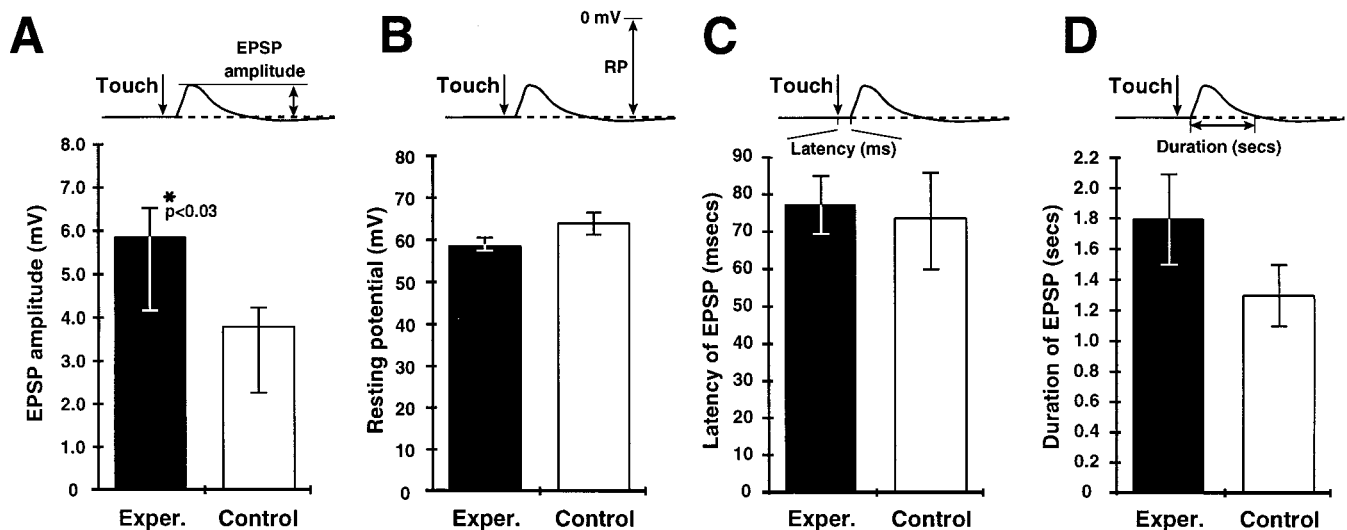 A
EPSP
amplitude
Touch
8.0
7.0
6.0
5.0
4.0
3.0
2.0
1.0
0
EPSP amplitude (mV)
*
p<0.03
Exper. Control
B
0 mV
RP
Touch
80
70
60
50
40
30
20
10
0
Resting potential (mV)
Exper. Control
C
Touch
Latency (ms)
90
80
70
60
50
40
30
20
10
0
Latency of EPSP (msecs)
Exper. Control
D
Touch
Duration (secs)
2.2
2.0
1.8
1.6
1.4
1.2
1.0
0.8
0.6
0.4
0.2
0
Duration of EPSP (secs)
Exper. Control